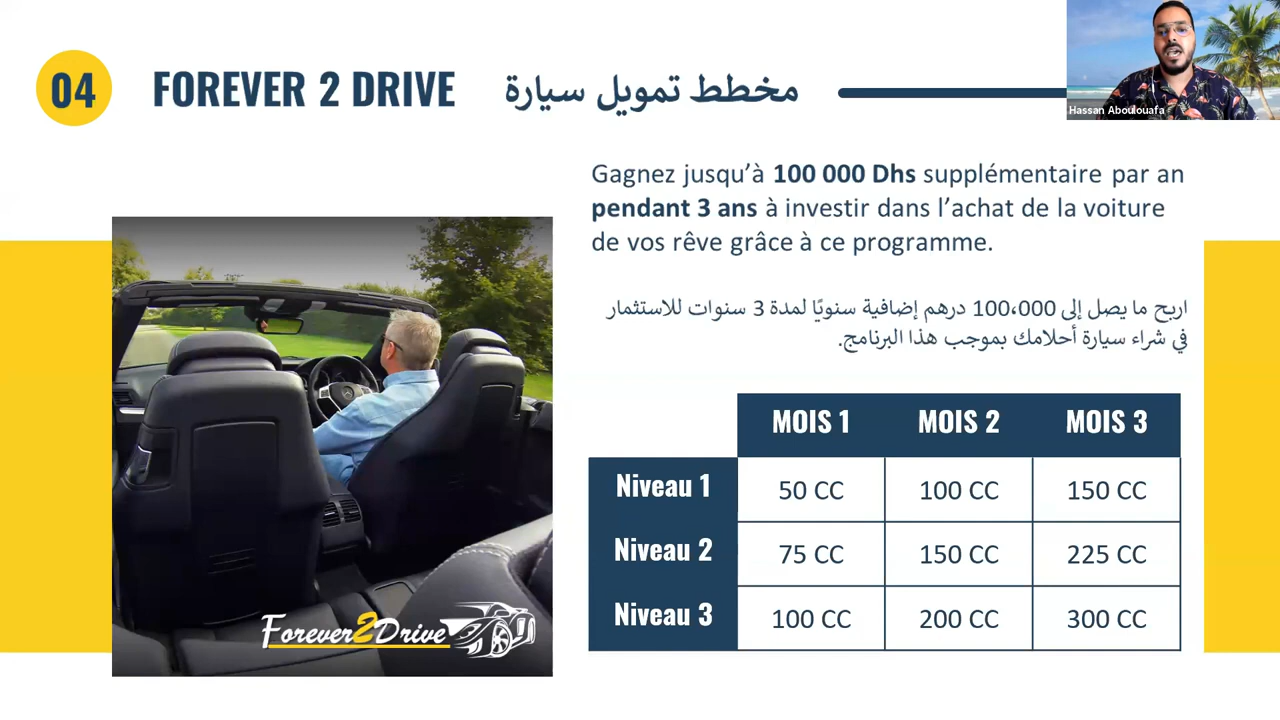 04
FOREVER 2 DRIVE
مخطط تمويل سيارة
Hassan Aboulouafa
Gagnez jusqu'à 100 000 Dhs supplémentaire par an
pendant 3 ans à investir dans l'achat de la voiture
de vos rêve grâce à ce programme.
اربح ما يصل إلى 100،000 درهم إضافية سنويًا لمدة 3 سنوات للاستثمار
في شراء سيارة أحلامك بموجب هذا البرنامج.
MOIS 1 MOIS 2 MOIS 3
Niveau 1 50 CC 100 CC 150 CC
Niveau 2 75 CC 150 CC 225 CC
Niveau 3 100 CC 200 CC 300 CC
Forever2Drive